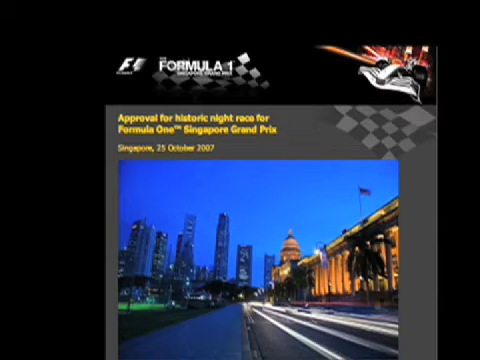 F1
FORMULA 1
SINGAPORE GRAND PRIX
Approval for historic night race for
Formula One™ Singapore Grand Prix
Singapore, 25 October 2007